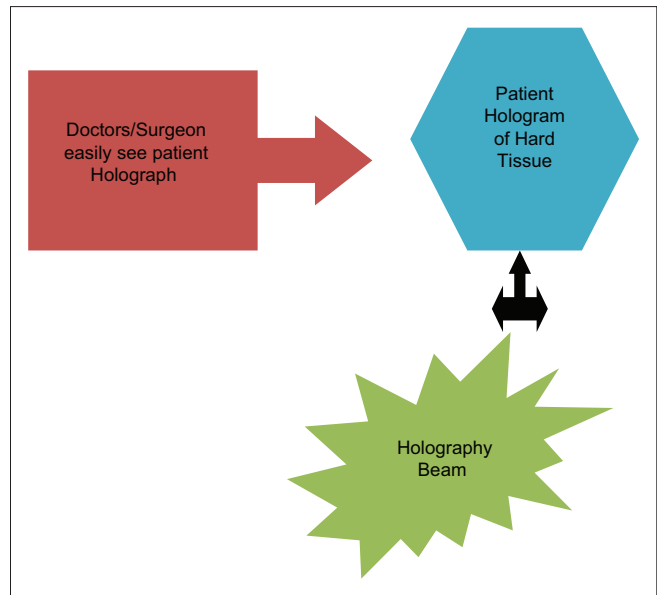 Doctors/Surgeon
easily see patient
Holograph
Patient
Hologram
of Hard
Tissue
Holography
Beam